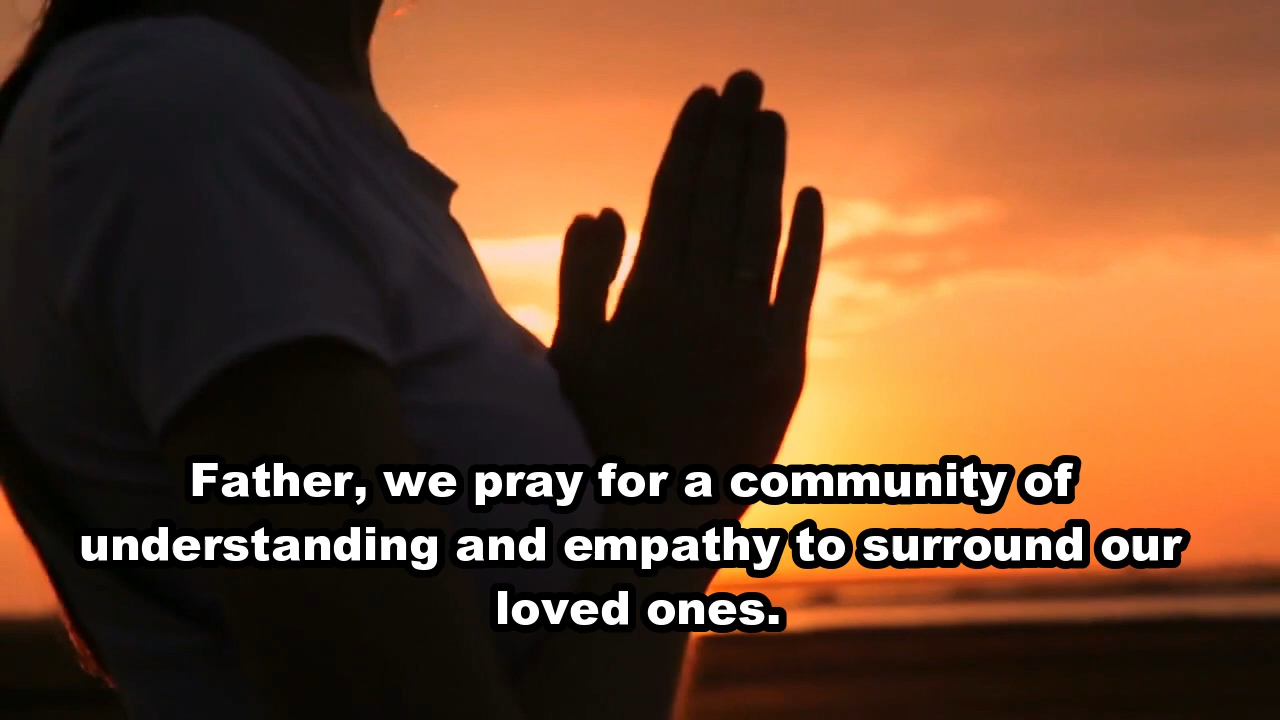 Father, we pray for a community of
understanding and empathy to surround our
loved ones.